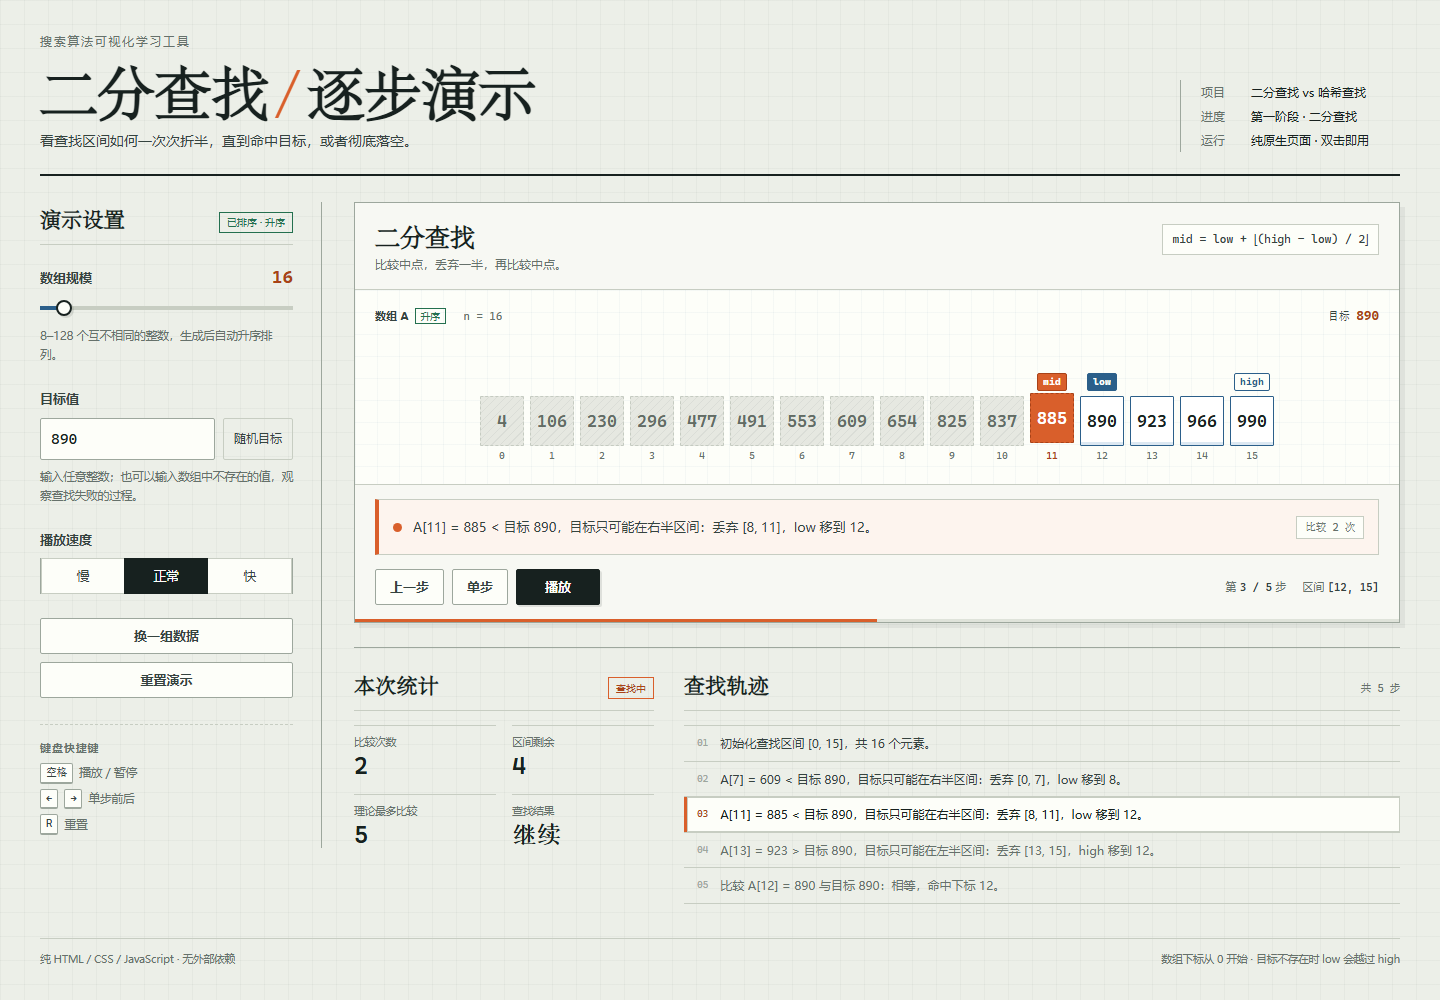 搜索算法可视化学习工具
二分查找/逐步演示
看查找区间如何一次次折半，直到命中目标，或者彻底落空。
项目 二分查找 vs 哈希查找
进度 第一阶段 · 二分查找
运行 纯原生页面 · 双击即用
演示设置
已排序 · 升序
数组规模 16
8–128 个互不相同的整数，生成后自动升序排
列。
目标值
890
随机目标
输入任意整数；也可以输入数组中不存在的值，观
察查找失败的过程。
播放速度
慢 正常 快
换一组数据
重置演示
键盘快捷键
空格 播放 / 暂停
← → 单步前后
R 重置
二分查找
比较中点，丢弃一半，再比较中点。
mid = low + ⌊(high − low) / 2⌋
数组 A 升序 n = 16
目标 890
mid low high
4 106 230 296 477 491 553 609 654 825 837 885 890 923 966 990
0 1 2 3 4 5 6 7 8 9 10 11 12 13 14 15
A[11] = 885 < 目标 890，目标只可能在右半区间：丢弃 [8, 11]，low 移到 12。
比较 2 次
上一步 单步 播放
第 3 / 5 步 区间 [12, 15]
本次统计
查找中
比较次数 区间剩余
2 4
理论最多比较 查找结果
5 继续
查找轨迹
共 5 步
01 初始化查找区间 [0, 15]，共 16 个元素。
02 A[7] = 609 < 目标 890，目标只可能在右半区间：丢弃 [0, 7]，low 移到 8。
03 A[11] = 885 < 目标 890，目标只可能在右半区间：丢弃 [8, 11]，low 移到 12。
04 A[13] = 923 > 目标 890，目标只可能在左半区间：丢弃 [13, 15]，high 移到 12。
05 比较 A[12] = 890 与目标 890：相等，命中下标 12。
纯 HTML / CSS / JavaScript · 无外部依赖
数组下标从 0 开始 · 目标不存在时 low 会越过 high